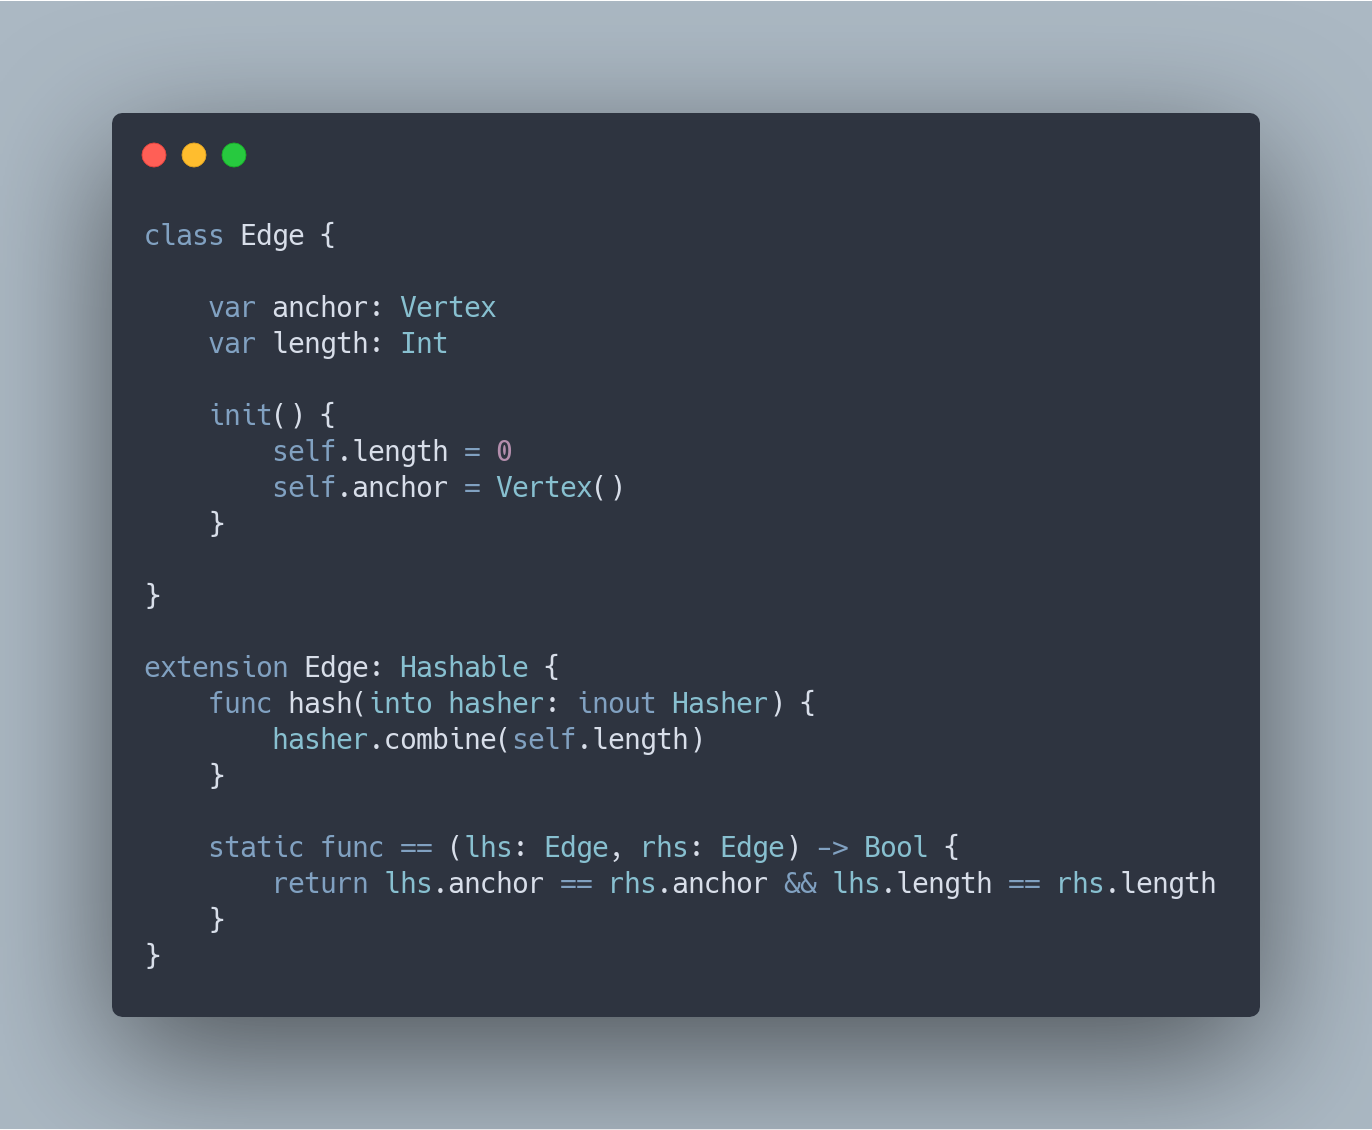 class Edge {
    var anchor: Vertex
    var length: Int
    init() {
        self.length = 0
        self.anchor = Vertex()
    }
}
extension Edge: Hashable {
    func hash(into hasher: inout Hasher) {
        hasher.combine(self.length)
    }
    static func == (lhs: Edge, rhs: Edge) -> Bool {
        return lhs.anchor == rhs.anchor && lhs.length == rhs.length
    }
}